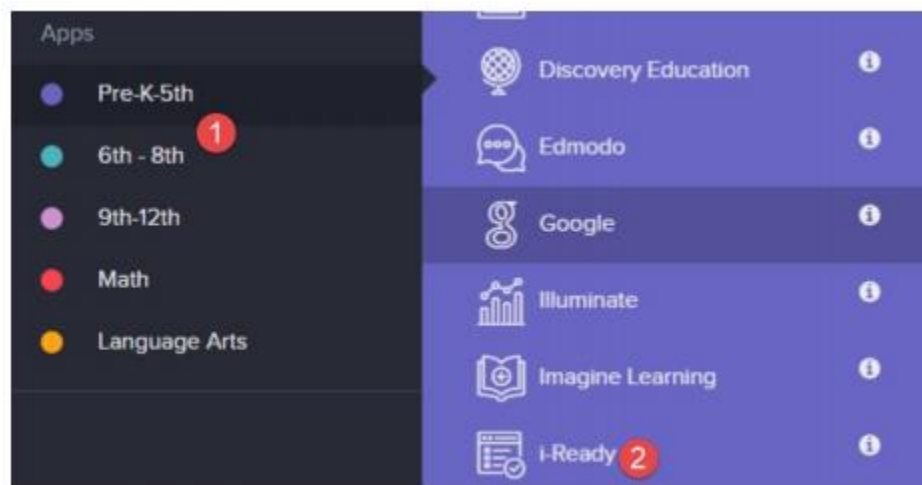 Apps
Pre-K-5th
1
6th - 8th
9th-12th
Math
Language Arts
Discovery Education
Edmodo
Google
Illuminate
Imagine Learning
i-Ready 2